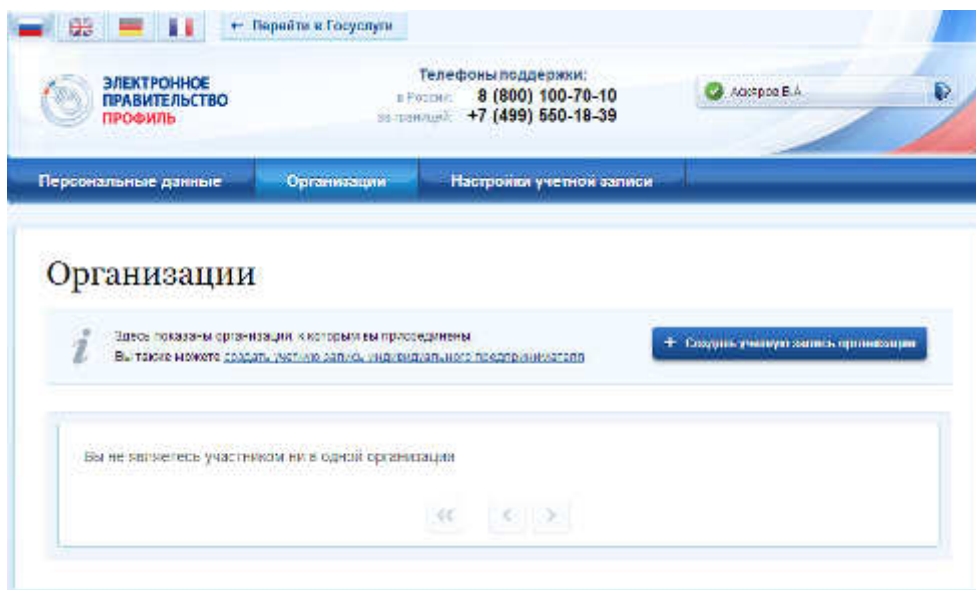 ← Перейти в Госуслуги
ЭЛЕКТРОННОЕ
ПРАВИТЕЛЬСТВО
ПРОФИЛЬ
Телефоны поддержки:
в России: 8 (800) 100-70-10
за границей: +7 (499) 550-18-39
В.А.
Персональные данные
Организации
Настройки учетной записи
Организации
Здесь показаны организации, к которым вы присоединены
Вы также можете создать учетную запись индивидуального предпринимателя
+ Создать учетную запись организации
Вы не являетесь участником ни в одной организации